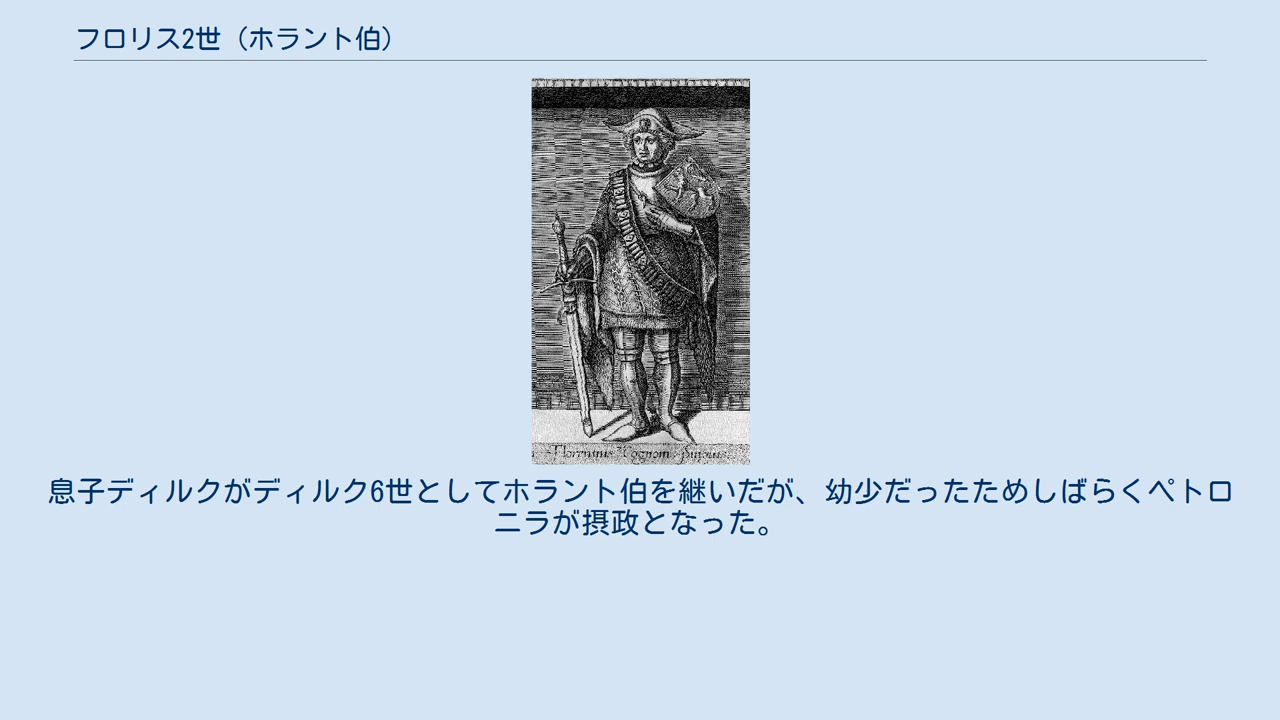 フロリス2世（ホラント伯）
息子ディルクがディルク6世としてホラント伯を継いだが、幼少だったためしばらくペトロ
ニラが摂政となった。